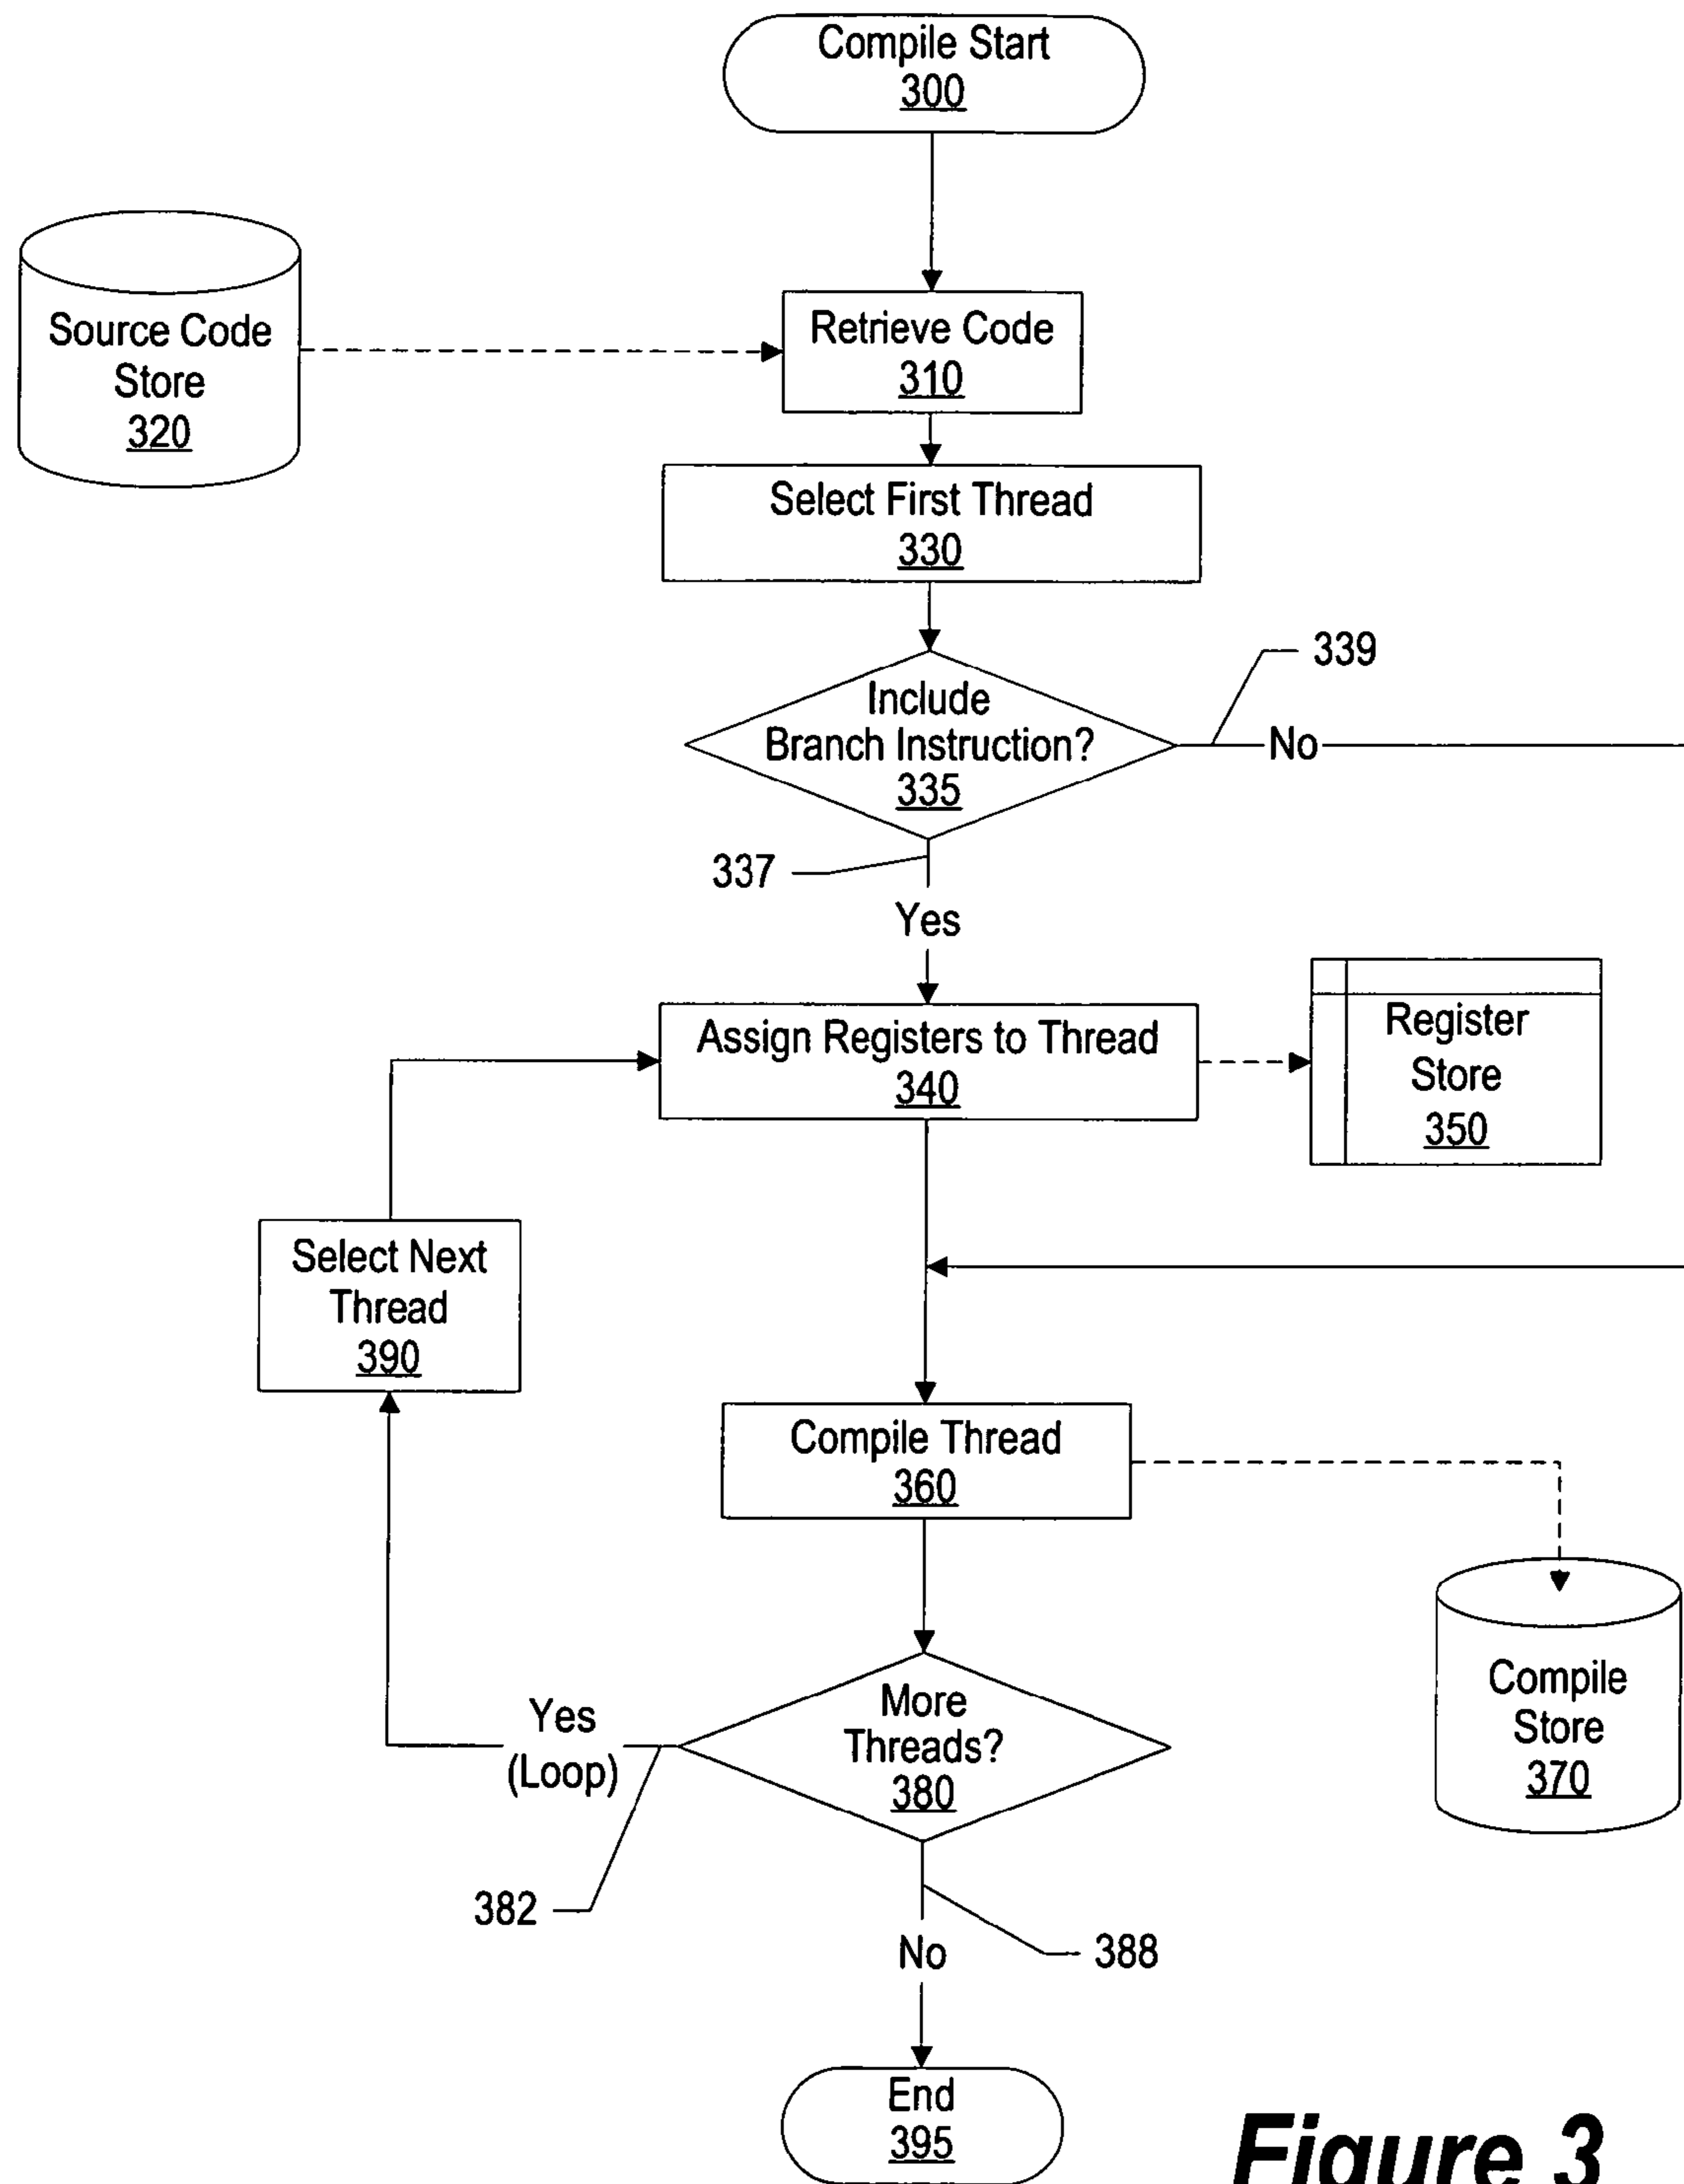 Compile Start
300
Source Code
Store
320
Retrieve Code
310
Select First Thread
330
339
Include
Branch Instruction?
335
No
337
Yes
Assign Registers to Thread
340
Register
Store
350
Select Next
Thread
390
Compile Thread
360
More
Threads?
380
Yes
(Loop)
Compile
Store
370
382
388
No
End
395
Figure 3